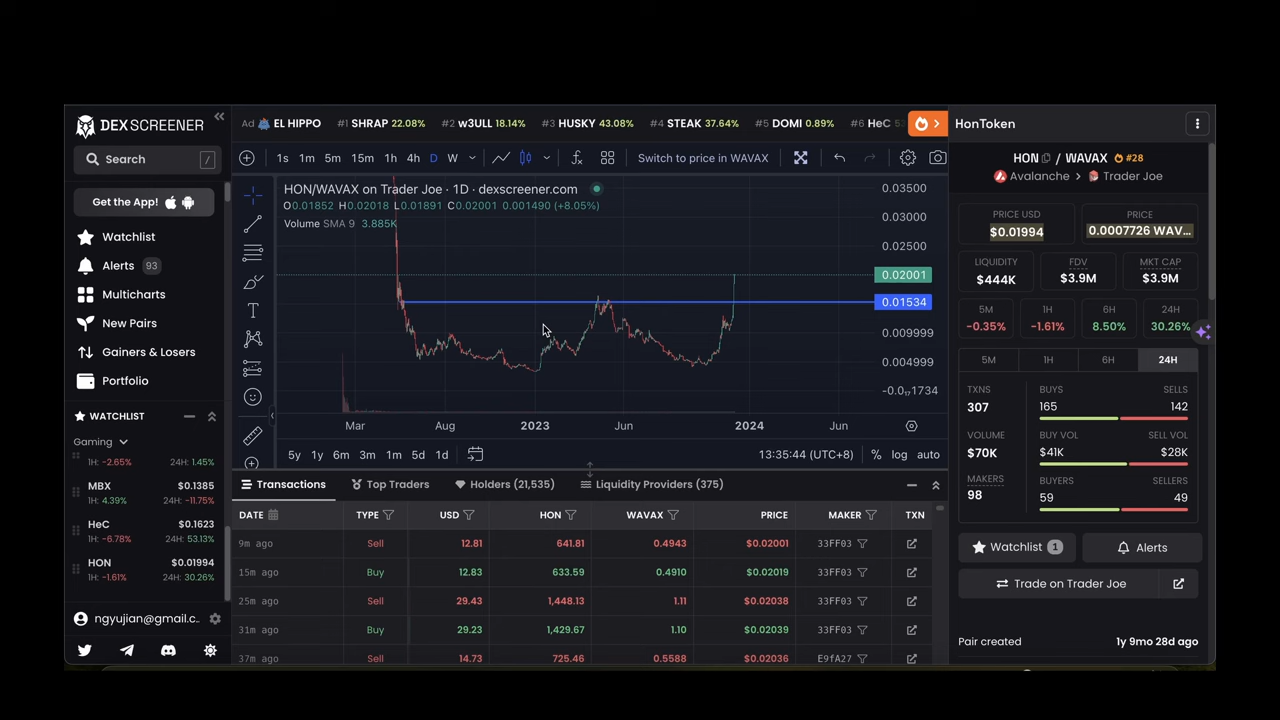 DEXSCREENER
Search /
Get the App!
Watchlist
Alerts 93
Multicharts
New Pairs
Gainers & Losers
Portfolio
WATCHLIST
Gaming
1H: -2.65% 24H: 1.45%
MBX $0.1385
1H: 4.39% 24H: -11.75%
HeC $0.1623
1H: -6.78% 24H: 53.13%
HON $0.01994
1H: -1.61% 24H: 30.26%
ngyujian@gmail.c..
Ad EL HIPPO #1 SHRAP 22.08% #2 w3ULL 18.14% #3 HUSKY 43.08% #4 STEAK 37.64% #5 DOMI 0.89% #6 HeC 53
1s 1m 5m 15m 1h 4h D W Switch to price in WAVAX
HON/WAVAX on Trader Joe · 1D · dexscreener.com
O0.01852 H0.02018 L0.01891 C0.02001 0.001490 (+8.05%)
Volume SMA 9 3.885K
0.03500
0.03000
0.02500
0.02001
0.01534
0.009999
0.004999
-0.0₁₇1734
Mar Aug 2023 Jun 2024 Jun
5y 1y 6m 3m 1m 5d 1d 13:35:44 (UTC+8) % log auto
Transactions Top Traders Holders (21,535) Liquidity Providers (375)
DATE TYPE USD HON WAVAX PRICE MAKER TXN
9m ago Sell 12.81 641.81 0.4943 $0.02001 33FF03
15m ago Buy 12.83 633.59 0.4910 $0.02019 33FF03
25m ago Sell 29.43 1,448.13 1.11 $0.02038 33FF03
31m ago Buy 29.23 1,429.67 1.10 $0.02039 33FF03
37m ago Sell 14.73 725.46 0.5588 $0.02036 E9fA27
HonToken
HON / WAVAX #28
Avalanche > Trader Joe
PRICE USD PRICE
$0.01994 0.0007726 WAV...
LIQUIDITY FDV MKT CAP
$444K $3.9M $3.9M
5M 1H 6H 24H
-0.35% -1.61% 8.50% 30.26%
5M 1H 6H 24H
TXNS BUYS SELLS
307 165 142
VOLUME BUY VOL SELL VOL
$70K $41K $28K
MAKERS BUYERS SELLERS
98 59 49
Watchlist 1 Alerts
Trade on Trader Joe
Pair created 1y 9mo 28d ago